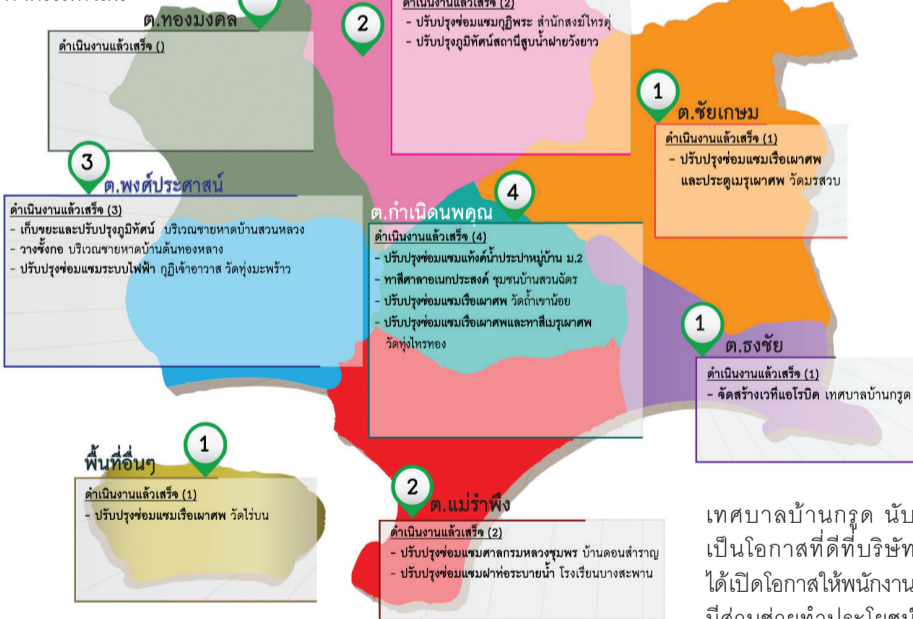 ต.ทองมงคล
ดำเนินงานแล้วเสร็จ ()
2
ดำเนินงานแล้วเสร็จ (2)
- ปรับปรุงซ่อมแซมกุฏิพระ สำนักสงฆ์ไทรคู่
- ปรับปรุงภูมิทัศน์สถานีสูบน้ำฝายวังยาว
1
ต.ชัยเกษม
ดำเนินงานแล้วเสร็จ (1)
- ปรับปรุงซ่อมแซมเรือเผาศพ
และประตูเมรุเผาศพ วัดมรสวบ
3
ต.พงศ์ประศาสน์
ดำเนินงานแล้วเสร็จ (3)
- เก็บขยะและปรับปรุงภูมิทัศน์ บริเวณชายหาดบ้านสวนหลวง
- วางซั้งกอ บริเวณชายหาดบ้านต้นทองหลาง
- ปรับปรุงซ่อมแซมระบบไฟฟ้า กุฏิเจ้าอาวาส วัดทุ่งมะพร้าว
4
ต.กำเนิดนพคุณ
ดำเนินงานแล้วเสร็จ (4)
- ปรับปรุงซ่อมแซมแท้งค์น้ำประปาหมู่บ้าน ม.2
- ทาสีศาลาอเนกประสงค์ ชุมชนบ้านสวนฉัตร
- ปรับปรุงซ่อมแซมเรือเผาศพ วัดถ้ำเขาน้อย
- ปรับปรุงซ่อมแซมเรือเผาศพและทาสีเมรุเผาศพ
วัดทุ่งไทรทอง
1
ต.ธงชัย
ดำเนินงานแล้วเสร็จ (1)
- จัดสร้างเวทีแอโรบิค เทศบาลบ้านกรูด
1
พื้นที่อื่นๆ
ดำเนินงานแล้วเสร็จ (1)
- ปรับปรุงซ่อมแซมเรือเผาศพ วัดไร่บน
2
ต.แม่รำพึง
ดำเนินงานแล้วเสร็จ (2)
- ปรับปรุงซ่อมแซมศาลกรมหลวงชุมพร บ้านดอนสำราญ
- ปรับปรุงซ่อมแซมฝาท่อระบายน้ำ โรงเรียนบางสะพาน
เทศบาลบ้านกรูด นับ
เป็นโอกาสที่ดีที่บริษัท
ได้เปิดโอกาสให้พนักงาน
มีส่วนช่วยทำประโยชน์